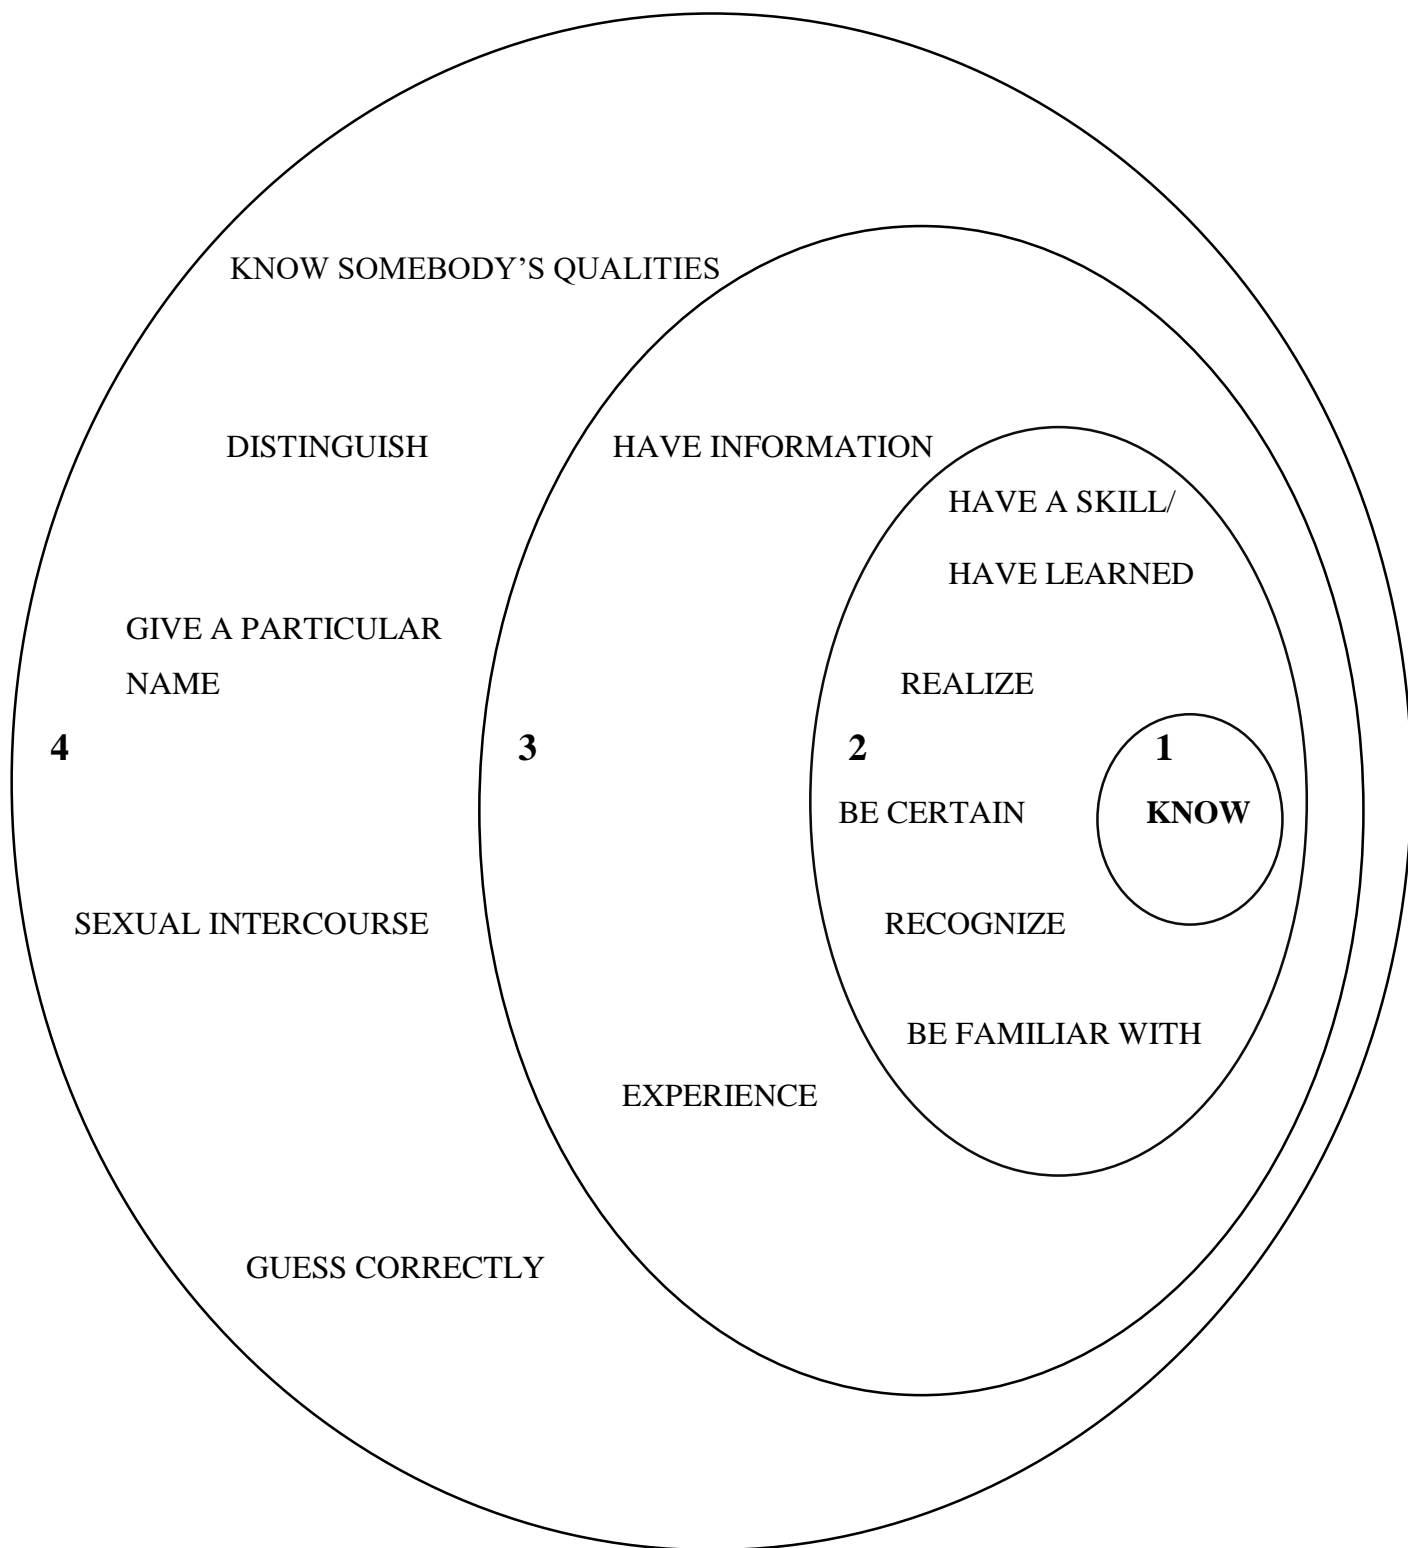 KNOW SOMEBODY’S QUALITIES
DISTINGUISH
HAVE INFORMATION
HAVE A SKILL/
HAVE LEARNED
GIVE A PARTICULAR
NAME
REALIZE
4
3
2
1
BE CERTAIN
KNOW
SEXUAL INTERCOURSE
RECOGNIZE
BE FAMILIAR WITH
EXPERIENCE
GUESS CORRECTLY